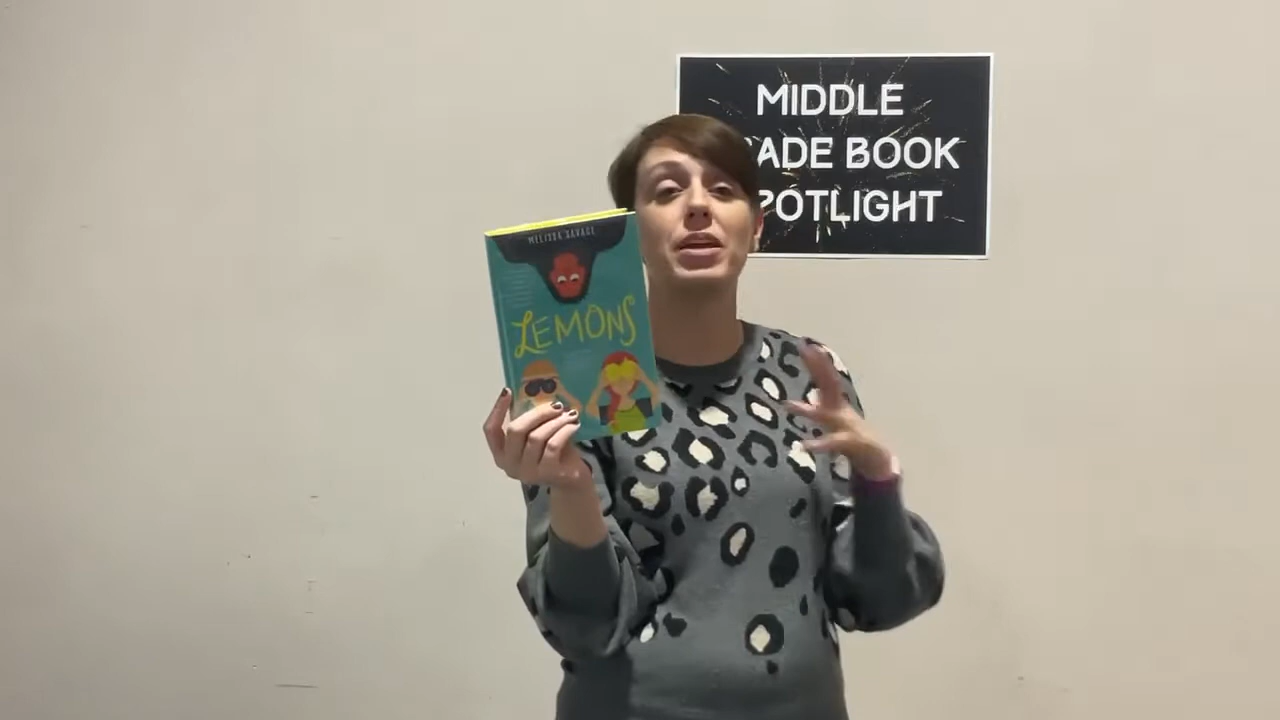 MIDDLE
ADE BOOK
POTLIGHT
MELISSA SAVAGE
LEMONS